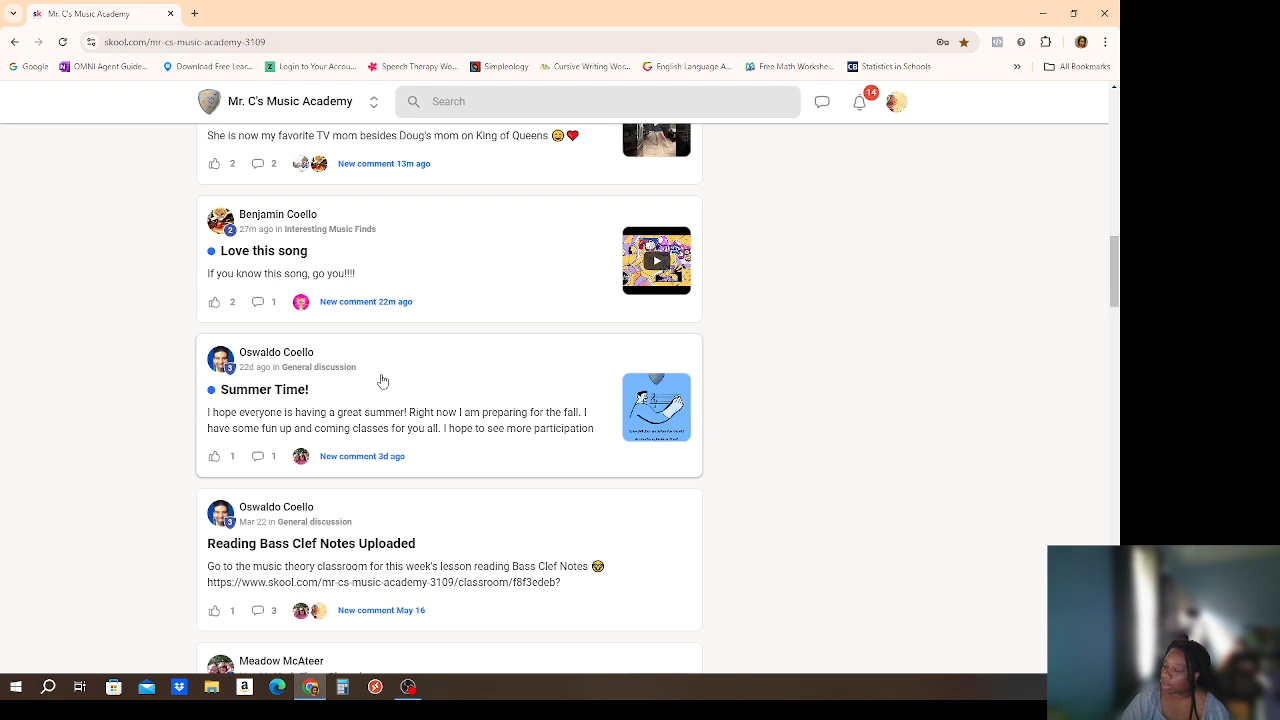 sk Mr. C's Music Academy
skool.com/mr-cs-music-academy-3109
Google
OMNI Agent Guide...
Download Free Lear...
Login to Your Accou...
Speech Therapy Wo...
Simpleology
Cursive Writing Wor...
English Language A...
Free Math Workshe...
CB Statistics in Schools
All Bookmarks
Mr. C's Music Academy
Search
14
She is now my favorite TV mom besides Doug's mom on King of Queens 😄❤️
2 2 New comment 13m ago
Benjamin Coello
2 27m ago in Interesting Music Finds
Love this song
If you know this song, go you!!!!
2 1 New comment 22m ago
Oswaldo Coello
3 22d ago in General discussion
Summer Time!
I hope everyone is having a great summer! Right now I am preparing for the fall. I
have some fun up and coming classes for you all. I hope to see more participation
1 1 New comment 3d ago
Oswaldo Coello
3 Mar 22 in General discussion
Reading Bass Clef Notes Uploaded
Go to the music theory classroom for this week's lesson reading Bass Clef Notes 🤓
https://www.skool.com/mr-cs-music-academy-3109/classroom/f8f3edeb?
1 3 New comment May 16
Meadow McAteer